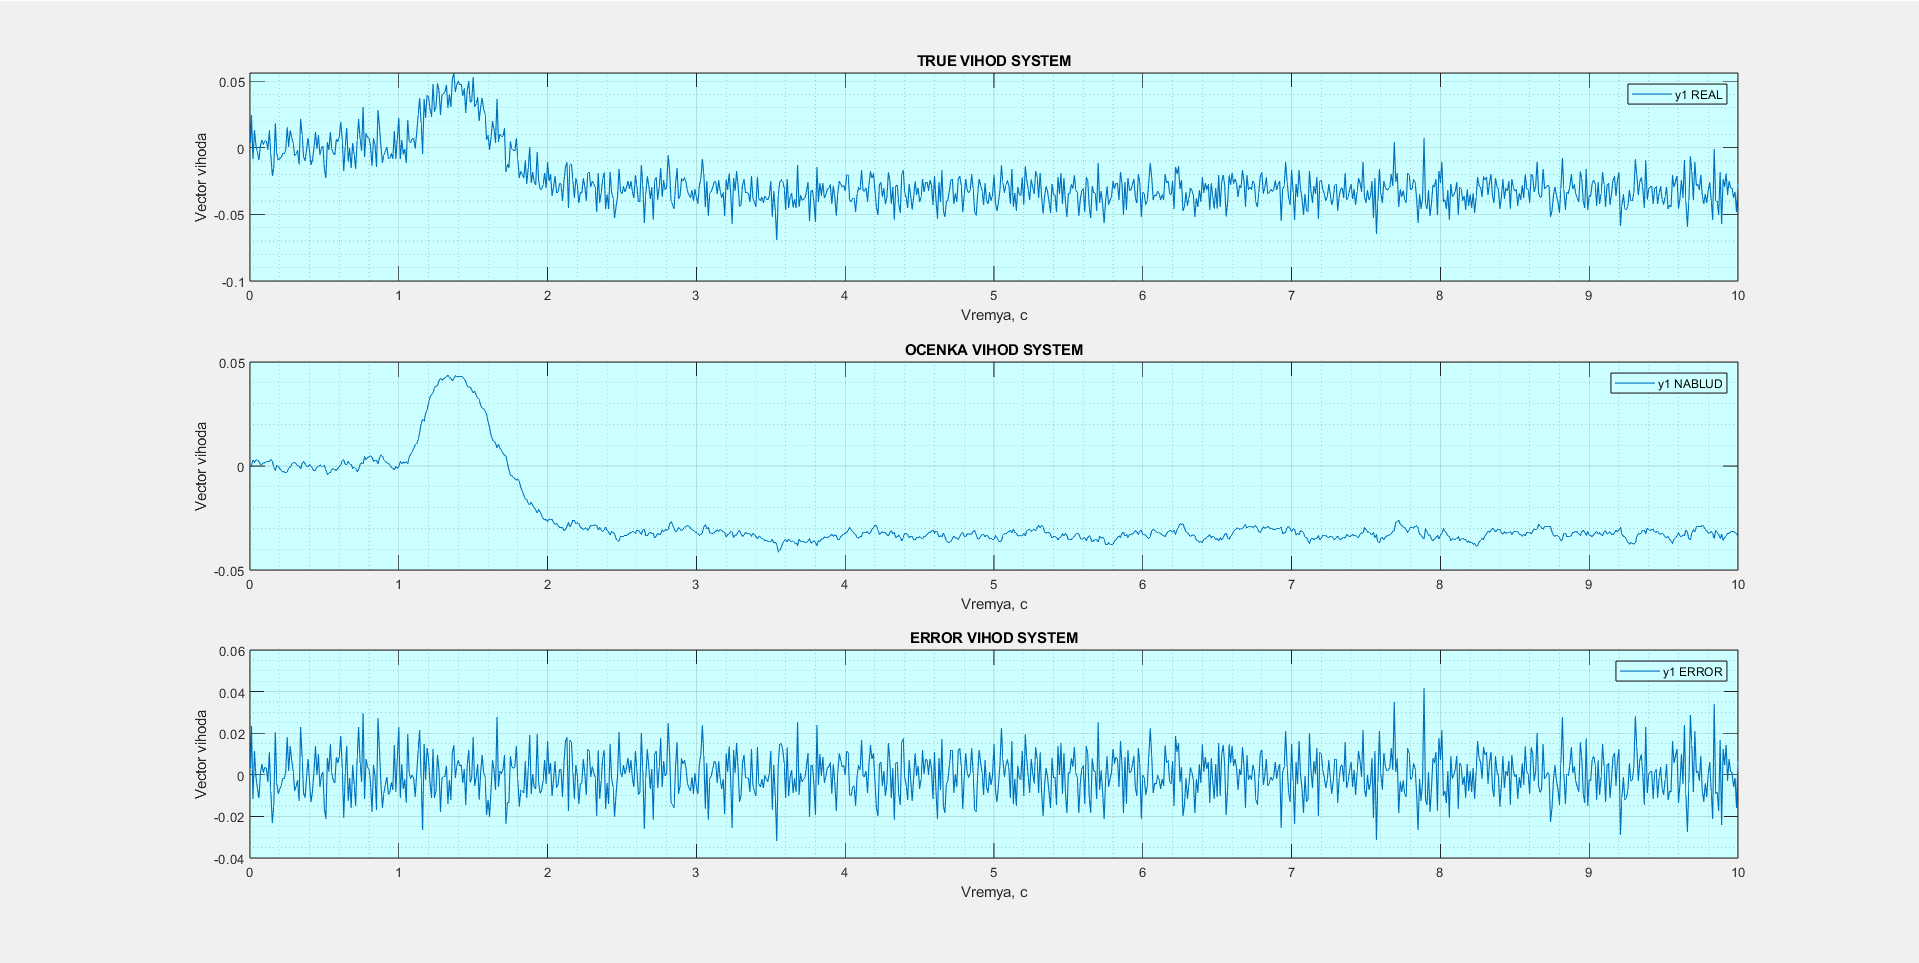 TRUE VIHOD SYSTEM
0.05
0
-0.05
-0.1
Vector vihoda
y1 REAL
0 1 2 3 4 5 6 7 8 9 10
Vremya, c
OCENKA VIHOD SYSTEM
0.05
0
-0.05
Vector vihoda
y1 NABLUD
0 1 2 3 4 5 6 7 8 9 10
Vremya, c
ERROR VIHOD SYSTEM
0.06
0.04
0.02
0
-0.02
-0.04
Vector vihoda
y1 ERROR
0 1 2 3 4 5 6 7 8 9 10
Vremya, c